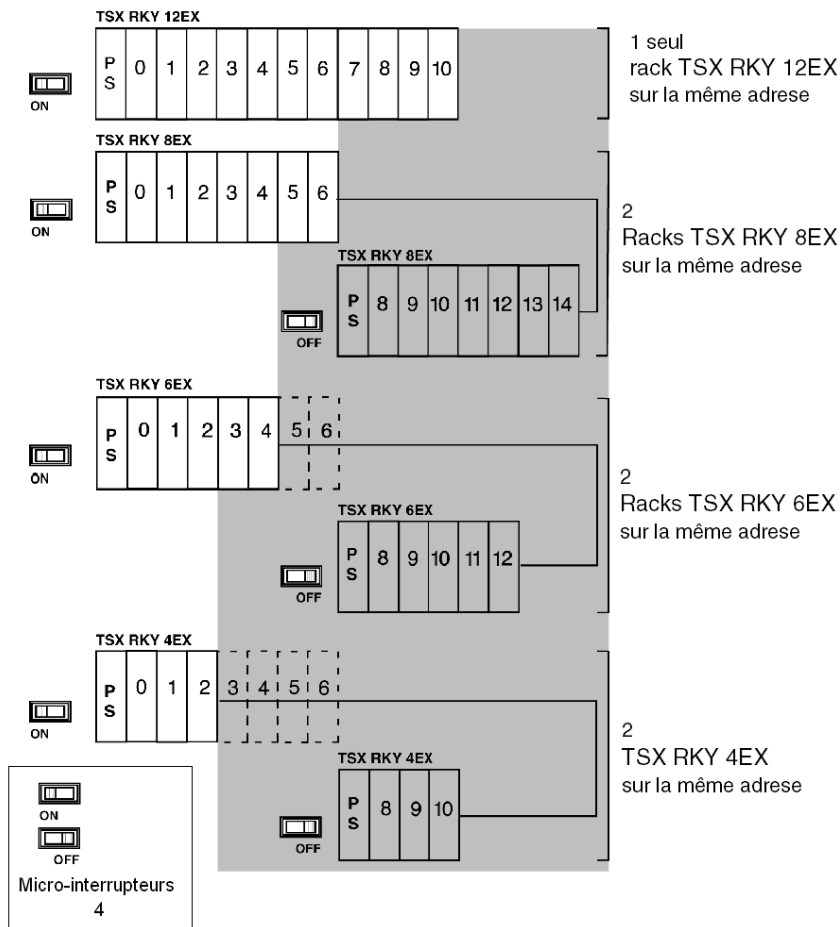 TSX RKY 12EX
P S 0 1 2 3 4 5 6 7 8 9 10
ON
1 seul
rack TSX RKY 12EX
sur la même adrese
TSX RKY 8EX
P S 0 1 2 3 4 5 6
ON
TSX RKY 8EX
P S 8 9 10 11 12 13 14
OFF
2
Racks TSX RKY 8EX
sur la même adrese
TSX RKY 6EX
P S 0 1 2 3 4 5 6
ON
TSX RKY 6EX
P S 8 9 10 11 12
OFF
2
Racks TSX RKY 6EX
sur la même adrese
TSX RKY 4EX
P S 0 1 2 3 4 5 6
ON
TSX RKY 4EX
P S 8 9 10
OFF
2
TSX RKY 4EX
sur la même adrese
ON
OFF
Micro-interrupteurs
4